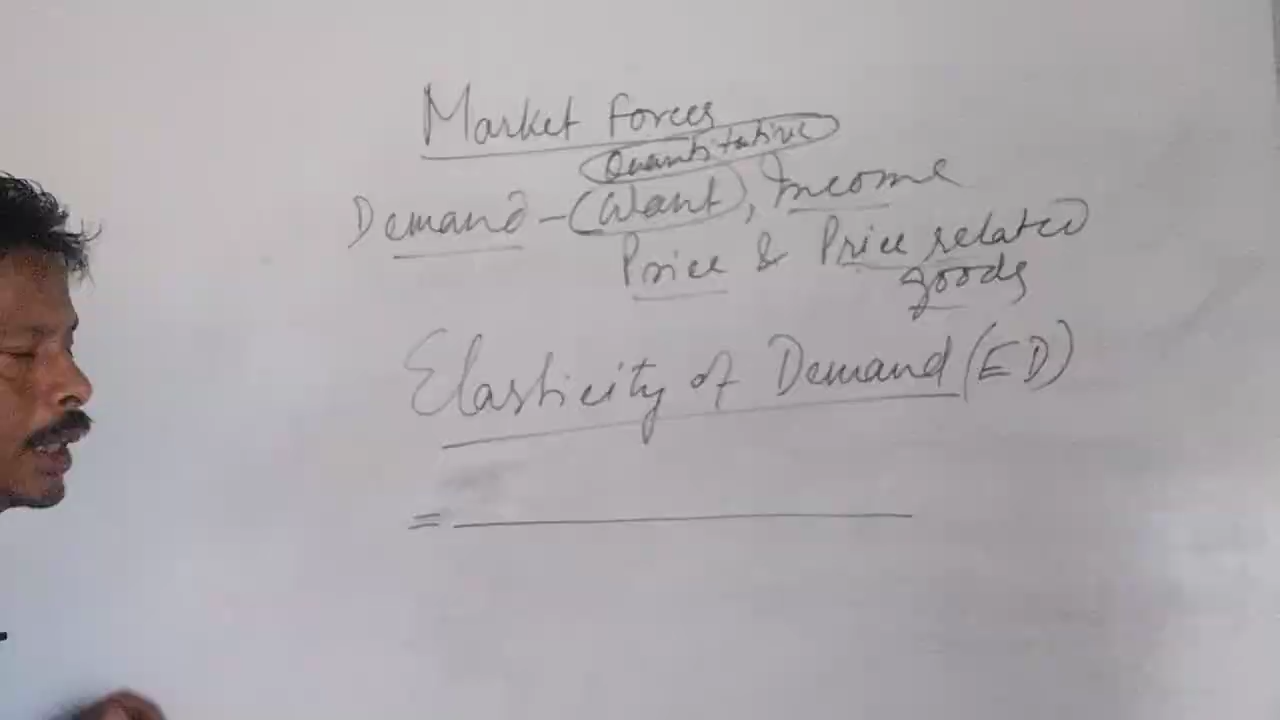 Market Forces
Quantitative
Demand - (Want), Income
Price & Price related
goods
Elasticity of Demand (ED)
=